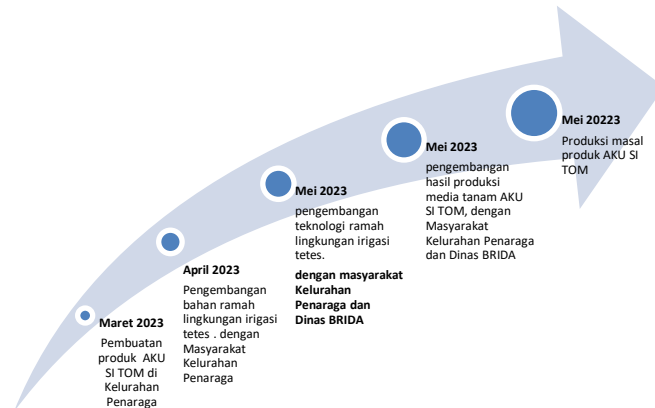 Maret 2023
Pembuatan
produk AKU
SI TOM di
Kelurahan
Penaraga
April 2023
Pengembangan
bahan ramah
lingkungan irigasi
tetes . dengan
Masyarakat
Kelurahan
Penaraga
Mei 2023
pengembangan
teknologi ramah
lingkungan irigasi
tetes.
dengan masyarakat
Kelurahan
Penaraga dan
Dinas BRIDA
Mei 2023
pengembangan
hasil produksi
media tanam AKU
SI TOM, dengan
Masyarakat
Kelurahan Penaraga
dan Dinas BRIDA
Mei 20223
Produksi masal
produk AKU SI
TOM